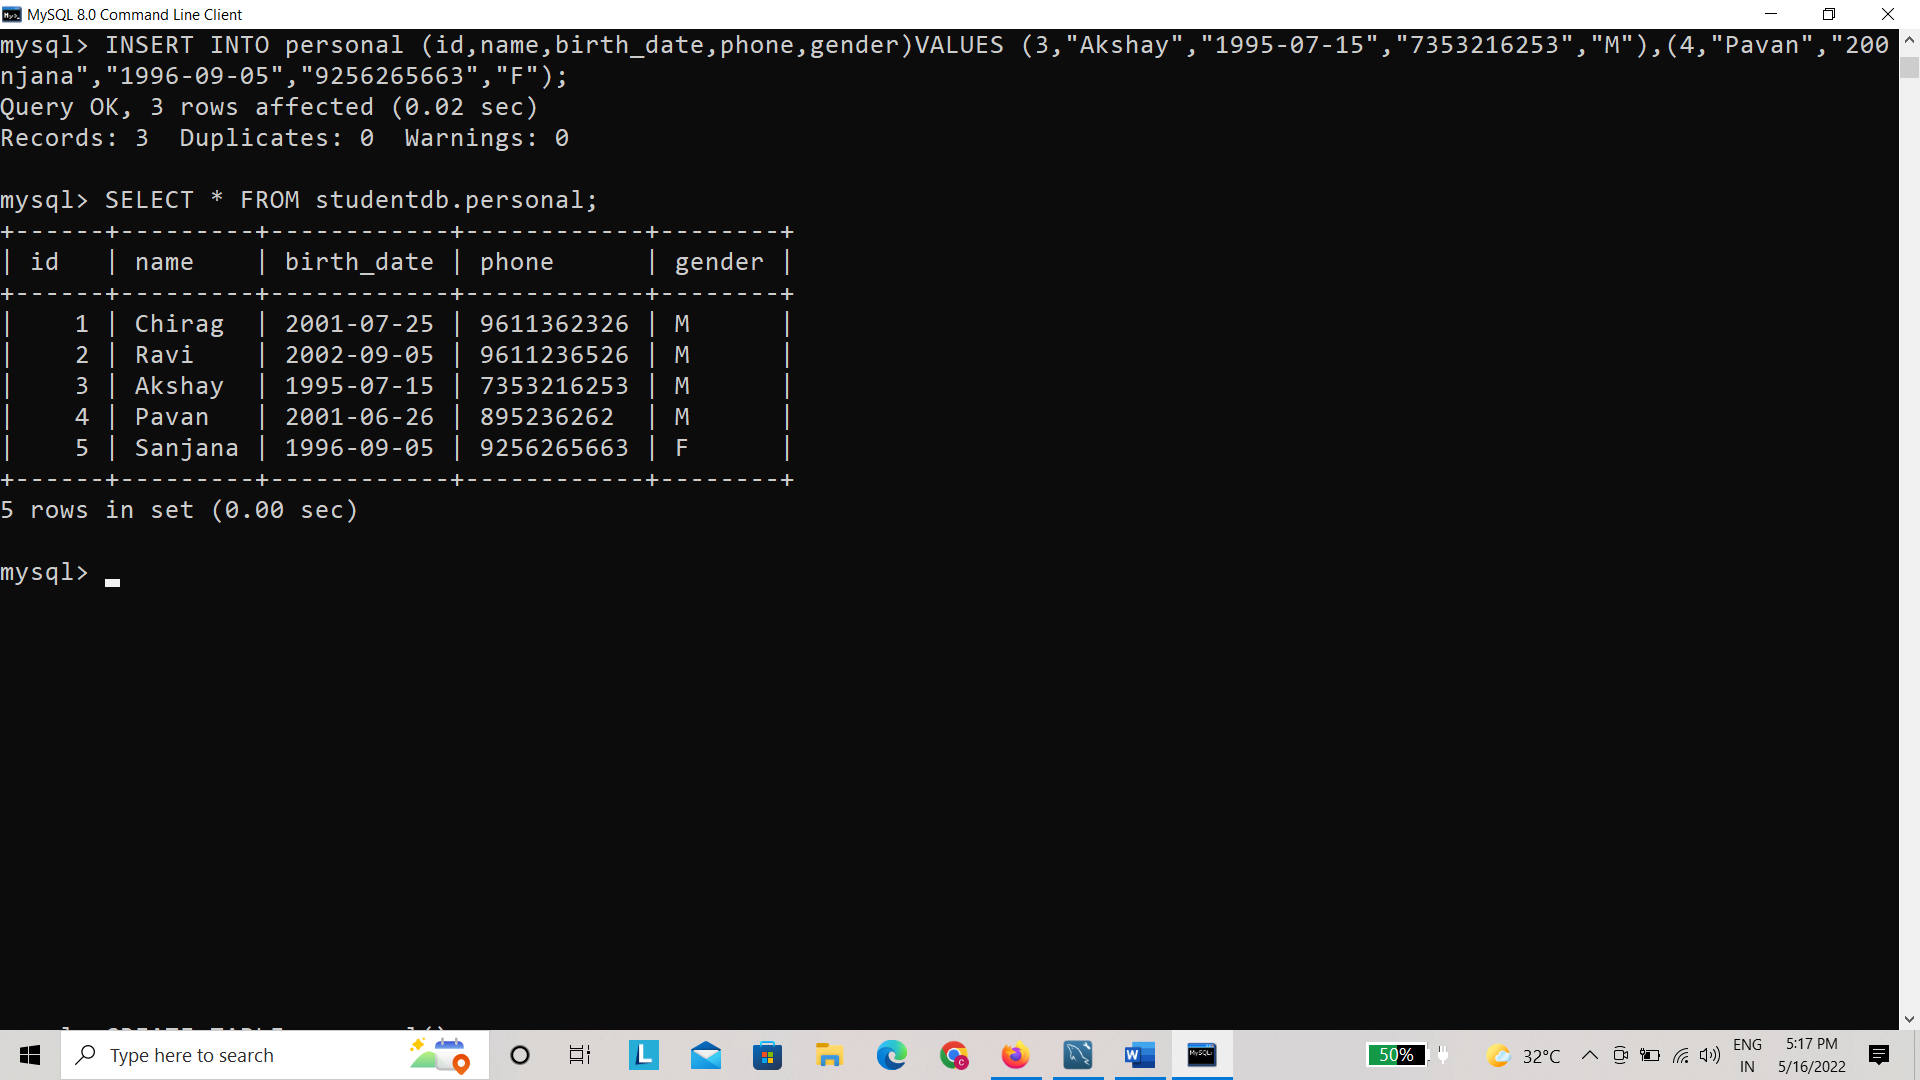 MySQL 8.0 Command Line Client
mysql> INSERT INTO personal (id,name,birth_date,phone,gender)VALUES (3,"Akshay","1995-07-15","7353216253","M"),(4,"Pavan","200
njana","1996-09-05","9256265663","F");
Query OK, 3 rows affected (0.02 sec)
Records: 3  Duplicates: 0  Warnings: 0
mysql> SELECT * FROM studentdb.personal;
+------+---------+------------+------------+--------+
| id   | name    | birth_date | phone      | gender |
+------+---------+------------+------------+--------+
|    1 | Chirag  | 2001-07-25 | 9611362326 | M      |
|    2 | Ravi    | 2002-09-05 | 9611236526 | M      |
|    3 | Akshay  | 1995-07-15 | 7353216253 | M      |
|    4 | Pavan   | 2001-06-26 | 895236262  | M      |
|    5 | Sanjana | 1996-09-05 | 9256265663 | F      |
+------+---------+------------+------------+--------+
5 rows in set (0.00 sec)
mysql>
CREATE TABLE
Type here to search
50%
32°C
ENG
IN
5:17 PM
5/16/2022